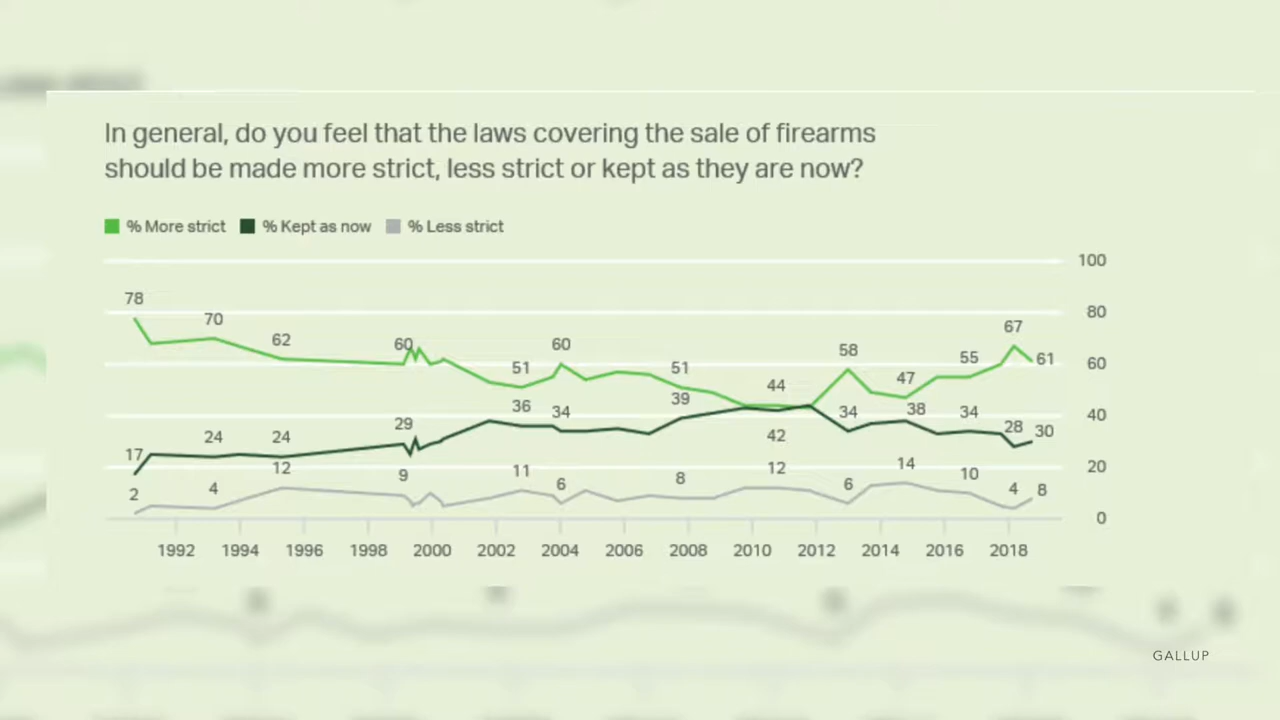 In general, do you feel that the laws covering the sale of firearms
should be made more strict, less strict or kept as they are now?
% More strict % Kept as now % Less strict
100
78 70 62 60 51 60 51 44 58 47 55 67 61
80
60
17 24 24 29 36 34 39 42 34 38 34 28 30
40
20
2 4 12 9 11 6 8 12 6 14 10 4 8
0
1992 1994 1996 1998 2000 2002 2004 2006 2008 2010 2012 2014 2016 2018
GALLUP